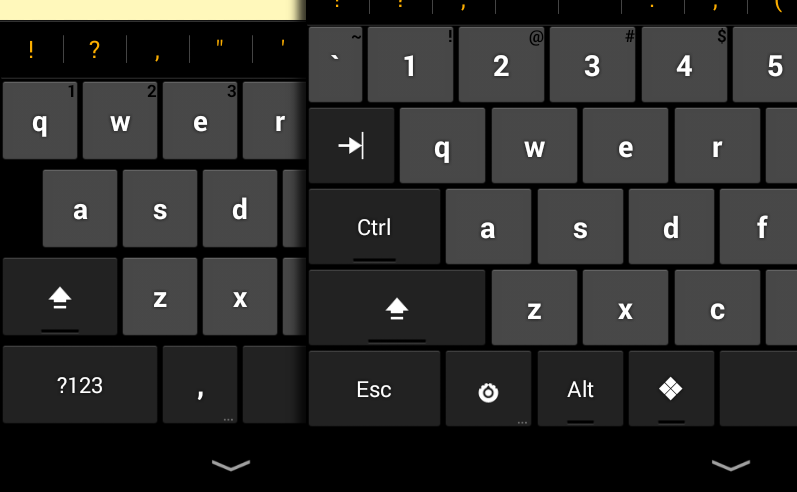 ! ? , " '
q 1 w 2 e 3 r
a s d
z x
?123 , ...
! ? , . , (
` ~ 1 ! 2 @ 3 # 4 $ 5
q w e r
Ctrl a s d f
z x c
Esc ... Alt